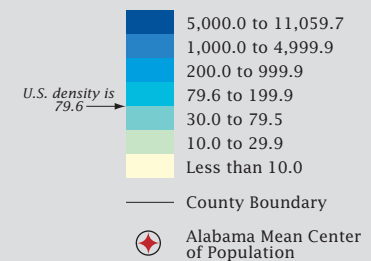 5,000.0 to 11,059.7
1,000.0 to 4,999.9
200.0 to 999.9
U.S. density is
79.6
79.6 to 199.9
30.0 to 79.5
10.0 to 29.9
Less than 10.0
County Boundary
Alabama Mean Center
of Population